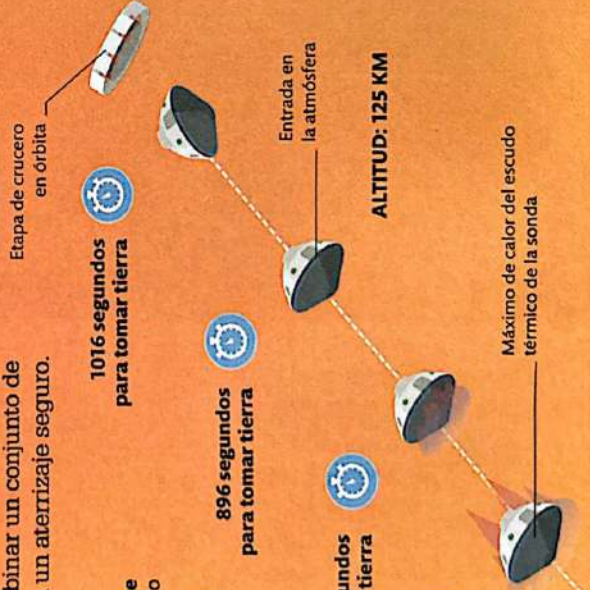 binar un conjunto de
un aterrizaje seguro.
Etapa de crucero
en órbita
1016 segundos
para tomar tierra
Entrada en
la atmósfera
ALTITUD: 125 KM
896 segundos
para tomar tierra
Máximo de calor del escudo
térmico de la sonda
undos
tierra
e
o